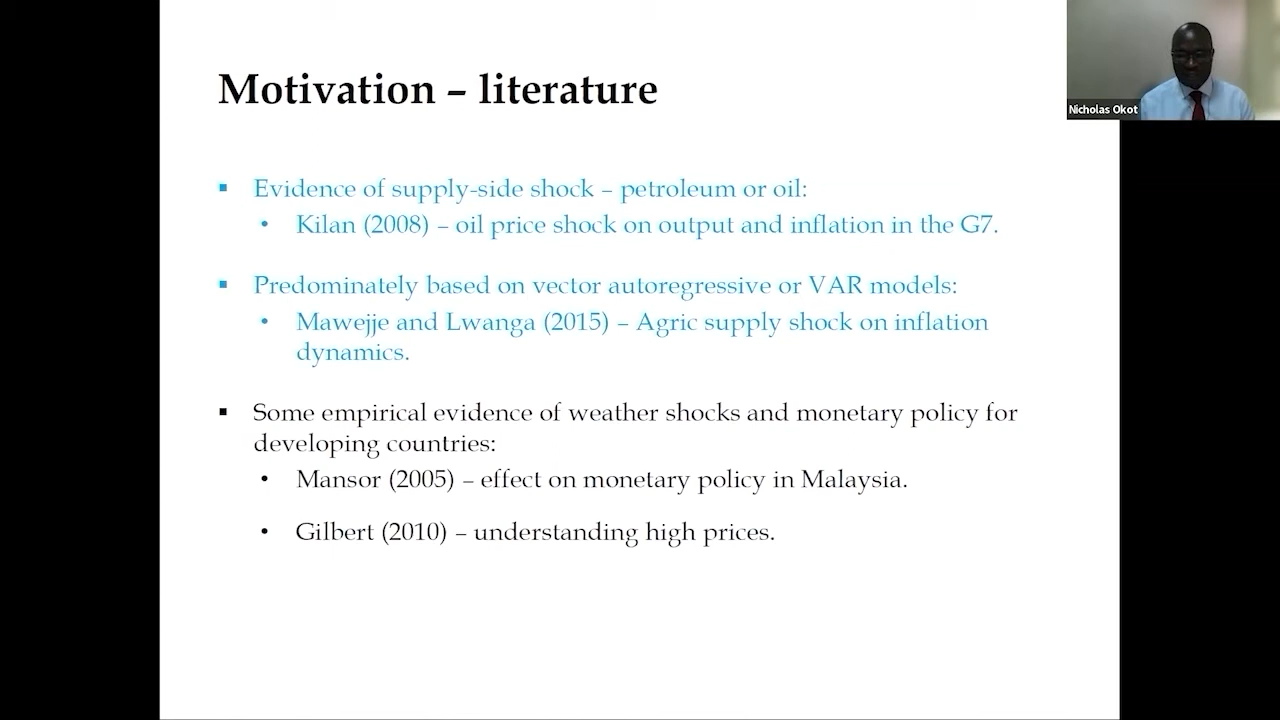 Motivation – literature
Nicholas Okot
▪ Evidence of supply-side shock – petroleum or oil:
• Kilan (2008) – oil price shock on output and inflation in the G7.
▪ Predominately based on vector autoregressive or VAR models:
• Mawejje and Lwanga (2015) – Agric supply shock on inflation
dynamics.
▪ Some empirical evidence of weather shocks and monetary policy for
developing countries:
• Mansor (2005) – effect on monetary policy in Malaysia.
• Gilbert (2010) – understanding high prices.